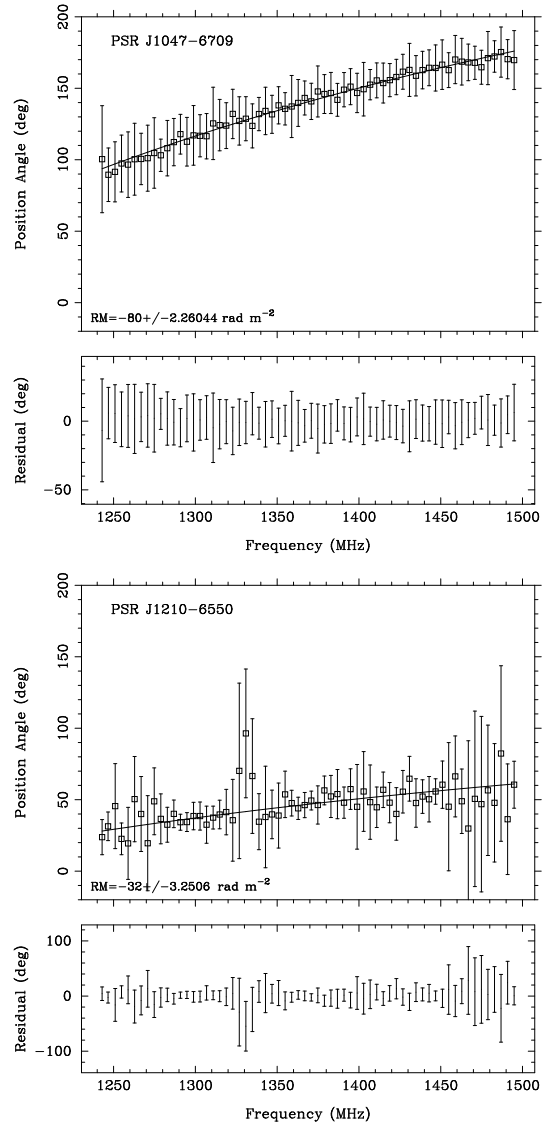 PSR J1047−6709
200
150
100
50
0
Position Angle (deg)
RM=−80+/−2.26044 rad m−2
0
−50
Residual (deg)
1250 1300 1350 1400 1450 1500
Frequency (MHz)
PSR J1210−6550
200
150
100
50
0
Position Angle (deg)
RM=−32+/−3.2506 rad m−2
100
0
−100
Residual (deg)
1250 1300 1350 1400 1450 1500
Frequency (MHz)